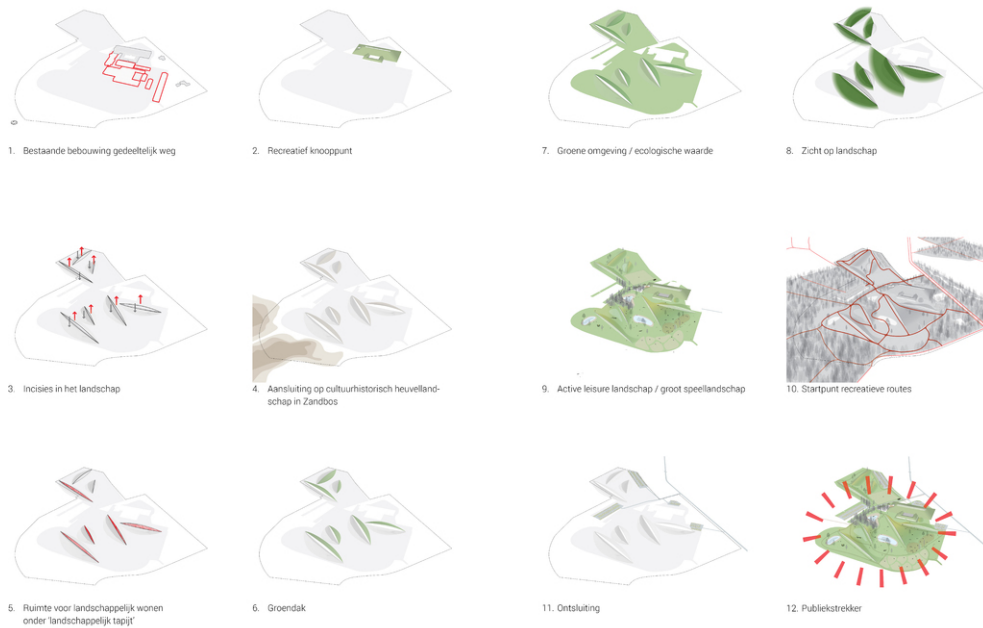 1. Bestaande bebouwing gedeeltelijk weg
2. Recreatief knooppunt
7. Groene omgeving / ecologische waarde
8. Zicht op landschap
3. Incisies in het landschap
4. Aansluiting op cultuurhistorisch heuvelland-
schap in Zandbos
9. Active leisure landschap / groot speellandschap
10. Startpunt recreatieve routes
5. Ruimte voor landschappelijk wonen
onder 'landschappelijk tapijt'
6. Groendak
11. Ontsluiting
12. Publiekstrekker